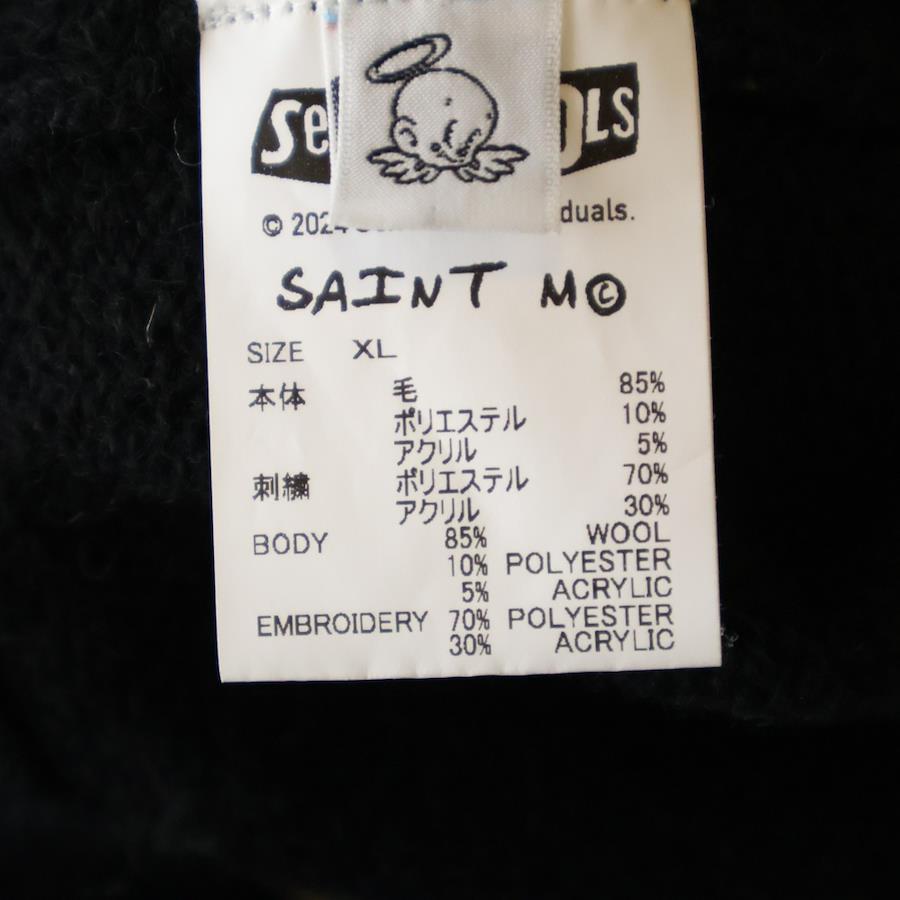 Se LS
© 2024 duals.
SAINT M©
SIZE XL
本体 毛 85%
ポリエステル 10%
アクリル 5%
刺繍 ポリエステル 70%
アクリル 30%
BODY 85% WOOL
10% POLYESTER
5% ACRYLIC
EMBROIDERY 70% POLYESTER
30% ACRYLIC